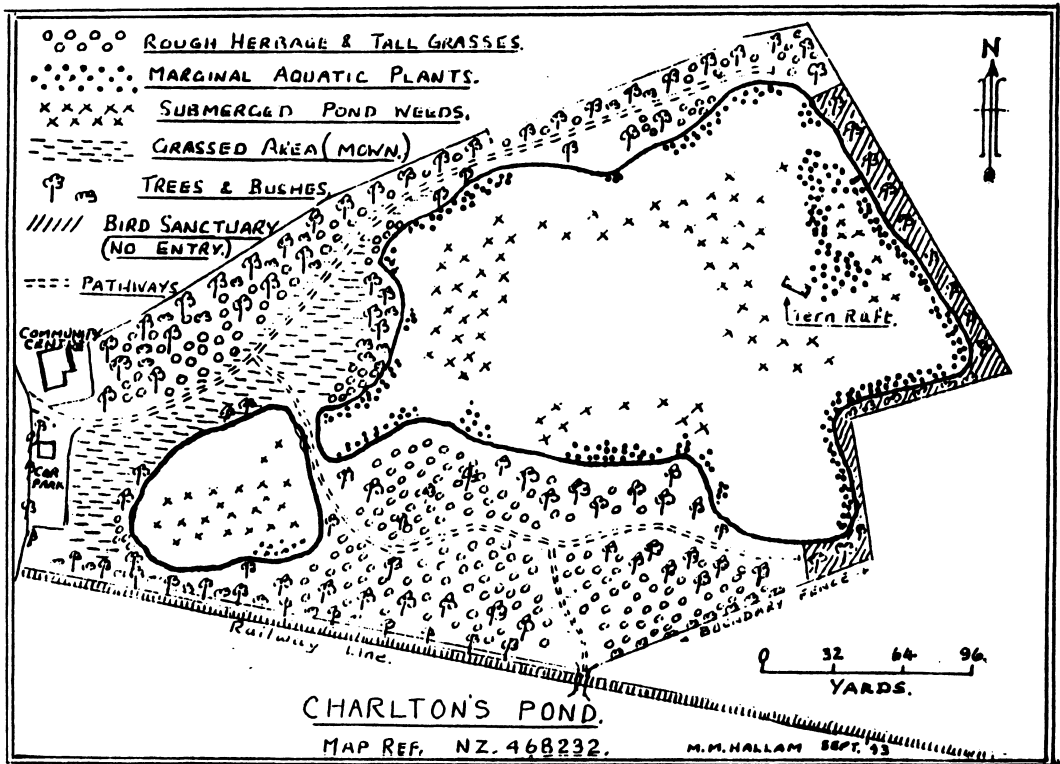 ROUGH HERBAGE & TALL GRASSES.
MARGINAL AQUATIC PLANTS.
SUBMERGED POND WEEDS.
GRASSED AREA (MOWN.)
TREES & BUSHES.
BIRD SANCTUARY
(NO ENTRY.)
PATHWAYS
N
COMMUNITY
CENTRE
CAR
PARK
Tern Raft.
BOUNDARY FENCE
Railway Line.
0 32 64 96.
YARDS.
CHARLTON'S POND.
MAP REF. NZ. 468232.
M.M.HALLAM SEPT. 93